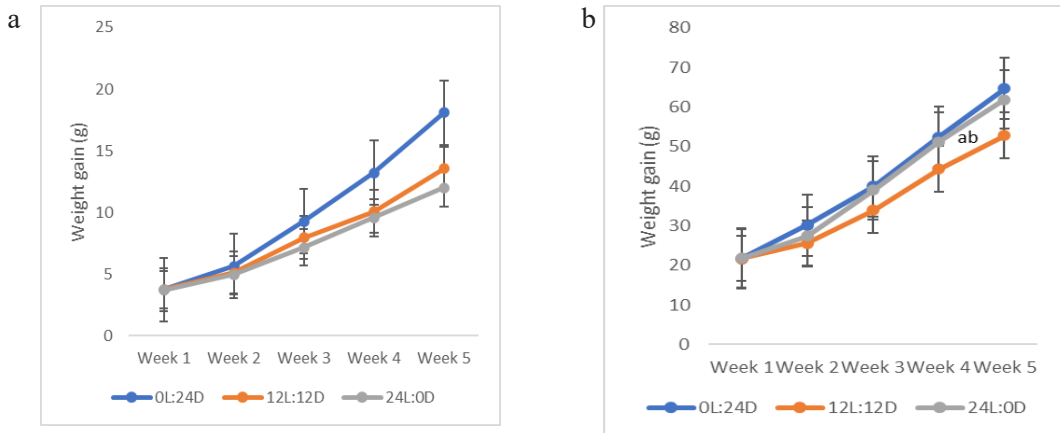 a
25
20
15
10
5
0
Weight gain (g)
Week 1 Week 2 Week 3 Week 4 Week 5
0L:24D 12L:12D 24L:0D
b
80
70
60
50
40
30
20
10
0
Weight gain (g)
ab
Week 1 Week 2 Week 3 Week 4 Week 5
0L:24D 12L:12D 24L:0D